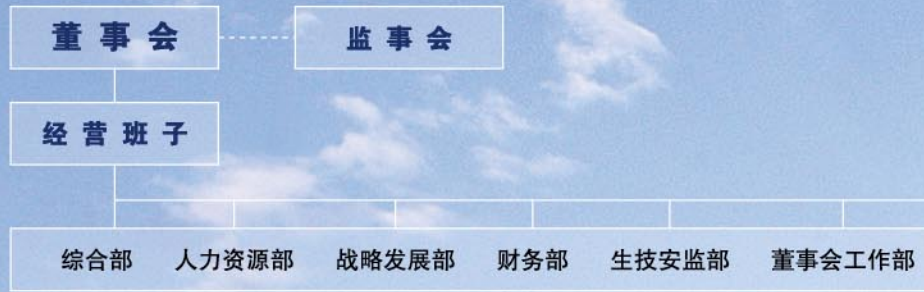 董事会 监事会
经营班子
综合部 人力资源部 战略发展部 财务部 生技安监部 董事会工作部